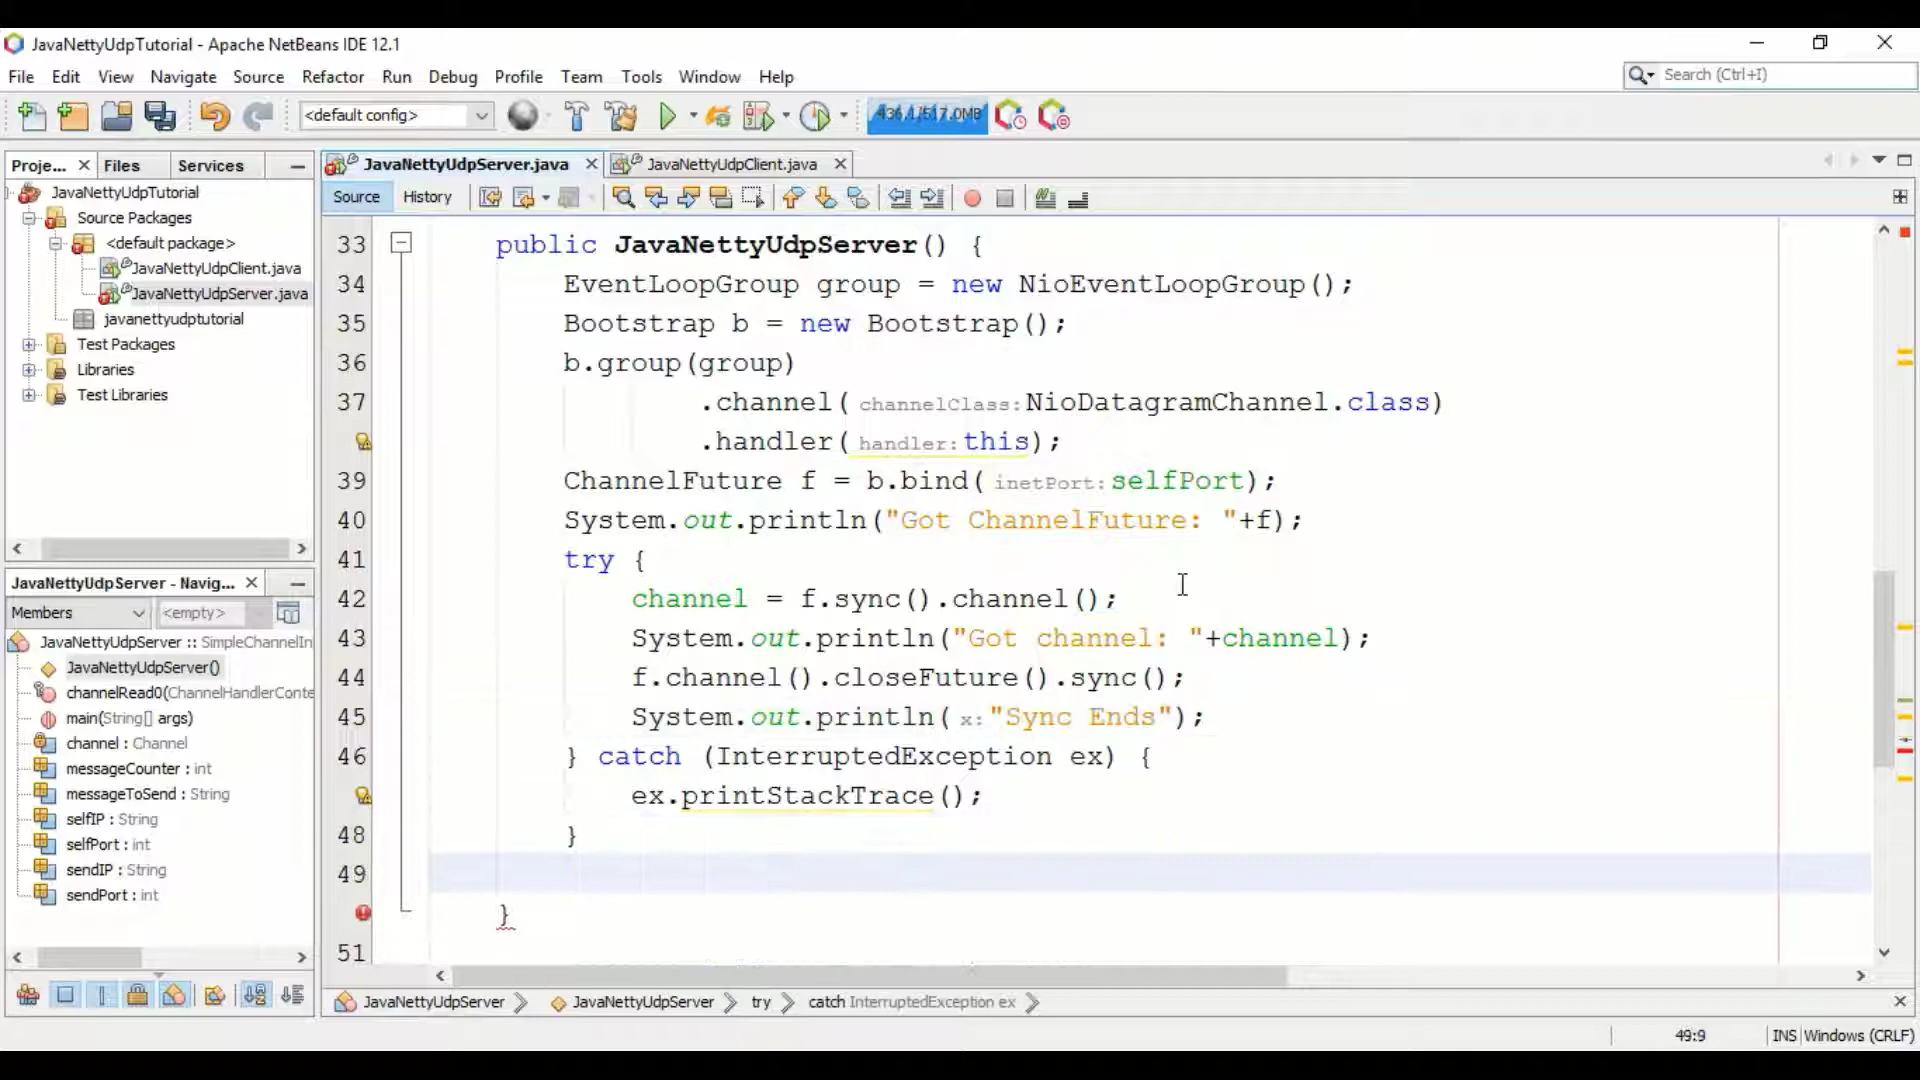 JavaNettyUdpTutorial - Apache NetBeans IDE 12.1
File Edit View Navigate Source Refactor Run Debug Profile Team Tools Window Help
Search (Ctrl+I)
<default config>
436.1/517.0MB
Proje... Files Services
JavaNettyUdpServer.java JavaNettyUdpClient.java
Source History
JavaNettyUdpTutorial
Source Packages
<default package>
JavaNettyUdpClient.java
JavaNettyUdpServer.java
javanettyudptutorial
Test Packages
Libraries
Test Libraries
JavaNettyUdpServer - Navig...
Members <empty>
JavaNettyUdpServer :: SimpleChannelIn
JavaNettyUdpServer()
channelRead0(ChannelHandlerConte
main(String[] args)
channel : Channel
messageCounter : int
messageToSend : String
selfIP : String
selfPort : int
sendIP : String
sendPort : int
33 public JavaNettyUdpServer() {
34 EventLoopGroup group = new NioEventLoopGroup();
35 Bootstrap b = new Bootstrap();
36 b.group(group)
37 .channel( channelClass: NioDatagramChannel.class)
.handler( handler: this);
39 ChannelFuture f = b.bind( inetPort: selfPort);
40 System.out.println("Got ChannelFuture: "+f);
41 try {
42 channel = f.sync().channel();
43 System.out.println("Got channel: "+channel);
44 f.channel().closeFuture().sync();
45 System.out.println( x: "Sync Ends");
46 } catch (InterruptedException ex) {
ex.printStackTrace();
48 }
49
}
51
JavaNettyUdpServer JavaNettyUdpServer try catch InterruptedException ex
49:9 INS Windows (CRLF)